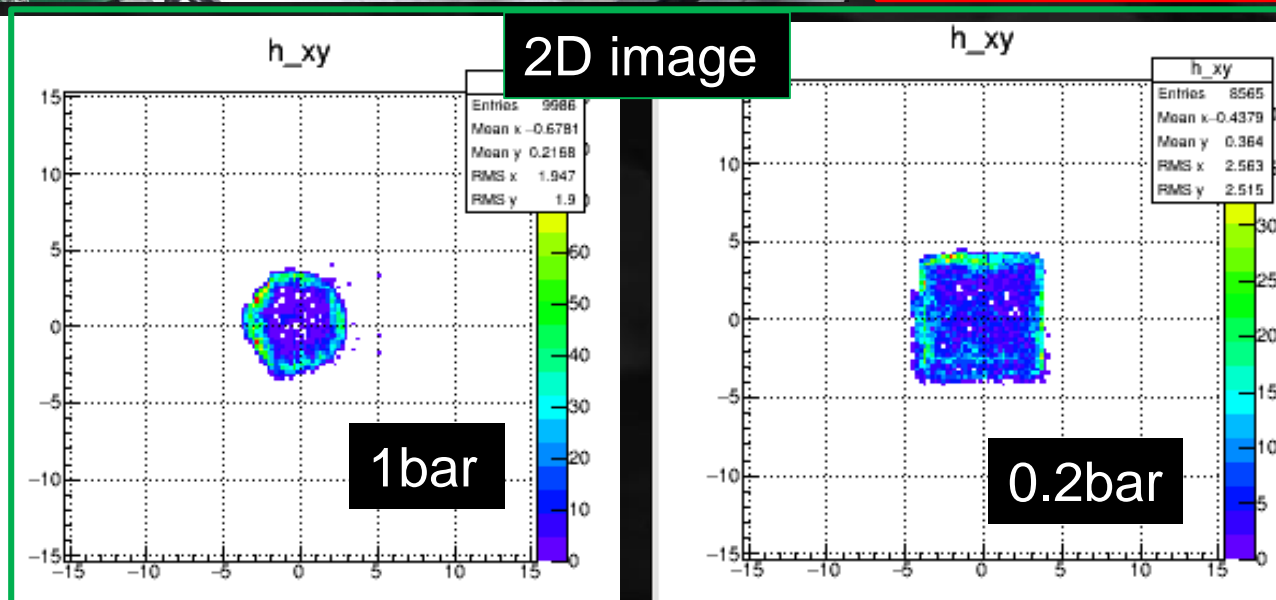 2D image
h_xy
Entries 9986
Mean x −0.6781
Mean y 0.2168
RMS x 1.947
RMS y 1.9
15
10
5
0
−5
−10
−15
−15 −10 −5 0 5 10 15
60
50
40
30
20
10
0
1bar
h_xy
h_xy
Entries 8565
Mean x −0.4379
Mean y 0.364
RMS x 2.563
RMS y 2.515
10
5
0
−5
−10
−15
−15 −10 −5 0 5 10 15
30
25
20
15
10
5
0
0.2bar